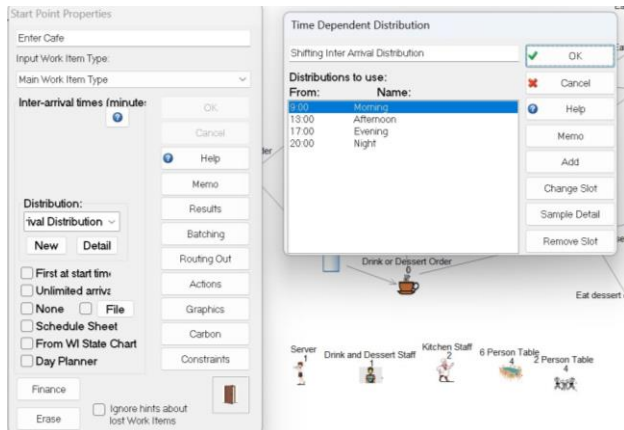 Start Point Properties
Enter Cafe
Input Work Item Type:
Main Work Item Type
Inter-arrival times (minute:
OK
Cancel
Help
Memo
Results
Batching
Routing Out
Actions
Graphics
Carbon
Constraints
Distribution:
ival Distribution
New Detail
First at start time
Unlimited arriva
None File
Schedule Sheet
From WI State Chart
Day Planner
Finance
Erase
Ignore hints about
lost Work Items
Time Dependent Distribution
Shifting Inter Arrival Distribution
Distributions to use:
From: Name:
9:00 Morning
13:00 Afternoon
17:00 Evening
20:00 Night
OK
Cancel
Help
Memo
Add
Change Slot
Sample Detail
Remove Slot
Drink or Dessert Order
0
Eat dessert
Server
1
Drink and Dessert Staff
1
Kitchen Staff
2
6 Person Table
4
2 Person Table
4